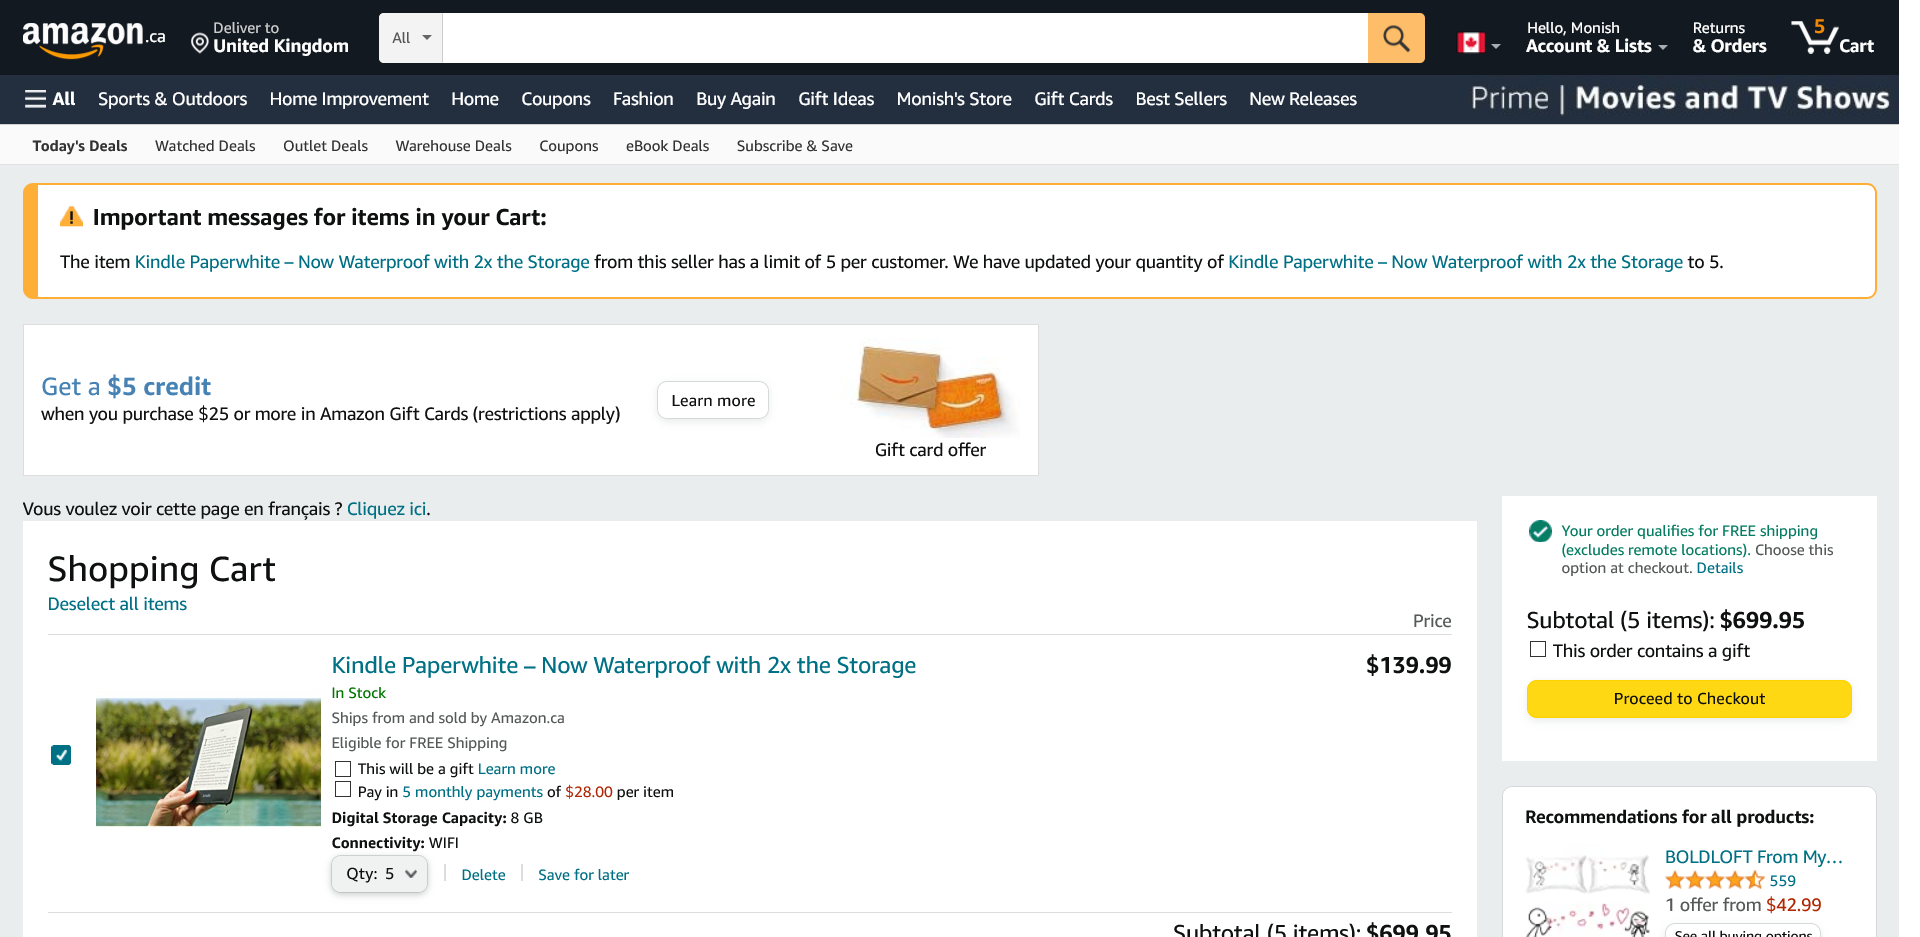 amazon.ca
Deliver to
United Kingdom
All
Hello, Monish
Account & Lists
Returns
& Orders
5
Cart
All
Sports & Outdoors
Home Improvement
Home
Coupons
Fashion
Buy Again
Gift Ideas
Monish's Store
Gift Cards
Best Sellers
New Releases
Prime | Movies and TV Shows
Today's Deals
Watched Deals
Outlet Deals
Warehouse Deals
Coupons
eBook Deals
Subscribe & Save
Important messages for items in your Cart:
The item Kindle Paperwhite – Now Waterproof with 2x the Storage from this seller has a limit of 5 per customer. We have updated your quantity of Kindle Paperwhite – Now Waterproof with 2x the Storage to 5.
Get a $5 credit
when you purchase $25 or more in Amazon Gift Cards (restrictions apply)
Learn more
Gift card offer
Vous voulez voir cette page en français ? Cliquez ici.
Shopping Cart
Deselect all items
Price
Kindle Paperwhite – Now Waterproof with 2x the Storage
$139.99
In Stock
Ships from and sold by Amazon.ca
Eligible for FREE Shipping
This will be a gift Learn more
Pay in 5 monthly payments of $28.00 per item
Digital Storage Capacity: 8 GB
Connectivity: WIFI
Qty: 5
Delete
Save for later
Subtotal (5 items): $699.95
Your order qualifies for FREE shipping
(excludes remote locations). Choose this
option at checkout. Details
Subtotal (5 items): $699.95
This order contains a gift
Proceed to Checkout
Recommendations for all products:
BOLDLOFT From My...
559
1 offer from $42.99
See all buying options